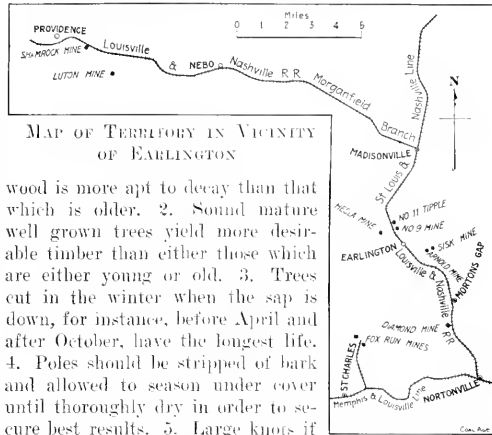 Miles
0 1 2 3 4 5
PROVIDENCE
SHAMROCK MINE
Louisville & Nashville R R Morganfield Branch
NEBO
LUTON MINE
N
St Louis & Nashville Line
MADISONVILLE
NO 11 TIPPLE
NO 9 MINE
HECLA MINE
SISK MINE
ARNOLD MINE
EARLINGTON
Louisville & Nashville RR
MORTONS GAP
DIAMOND MINE
FOX RUN MINES
ST CHARLES
NORTONVILLE
Memphis & Louisville Line
COAL AGE
MAP OF TERRITORY IN VICINITY
OF EARLINGTON
wood is more apt to decay than that
which is older. 2. Sound mature
well grown trees yield more desir-
able timber than either those which
are either young or old. 3. Trees
cut in the winter when the sap is
down, for instance, before April and
after October, have the longest life.
4. Poles should be stripped of bark
and allowed to season under cover
until thoroughly dry in order to se-
cure best results. 5. Large knots if